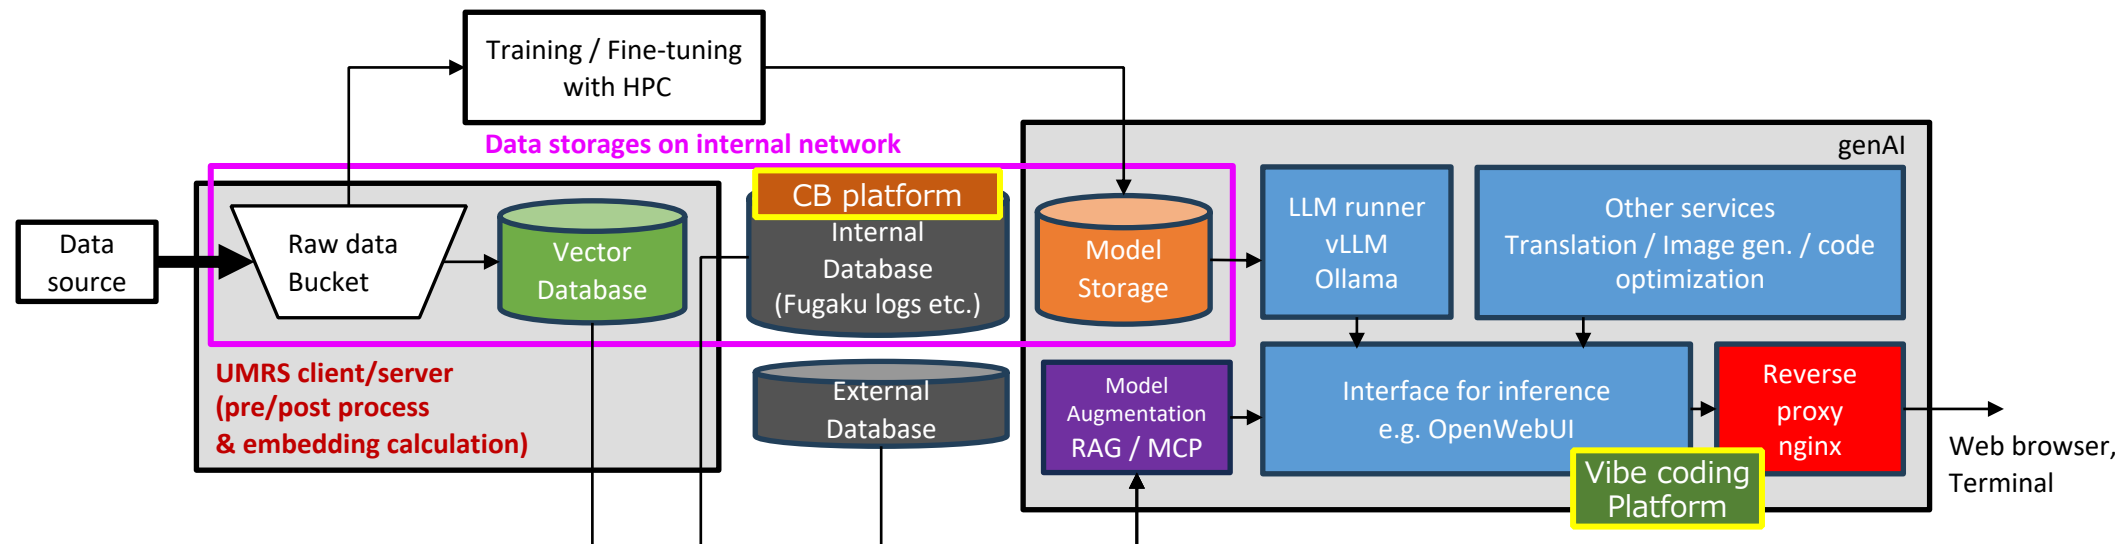 Training / Fine-tuning
with HPC
Data storages on internal network
genAI
CB platform
Data
source
Raw data
Bucket
Vector
Database
Internal
Database
(Fugaku logs etc.)
Model
Storage
LLM runner
vLLM
Ollama
Other services
Translation / Image gen. / code
optimization
UMRS client/server
(pre/post process
& embedding calculation)
External
Database
Model
Augmentation
RAG / MCP
Interface for inference
e.g. OpenWebUI
Reverse
proxy
nginx
Vibe coding
Platform
Web browser,
Terminal